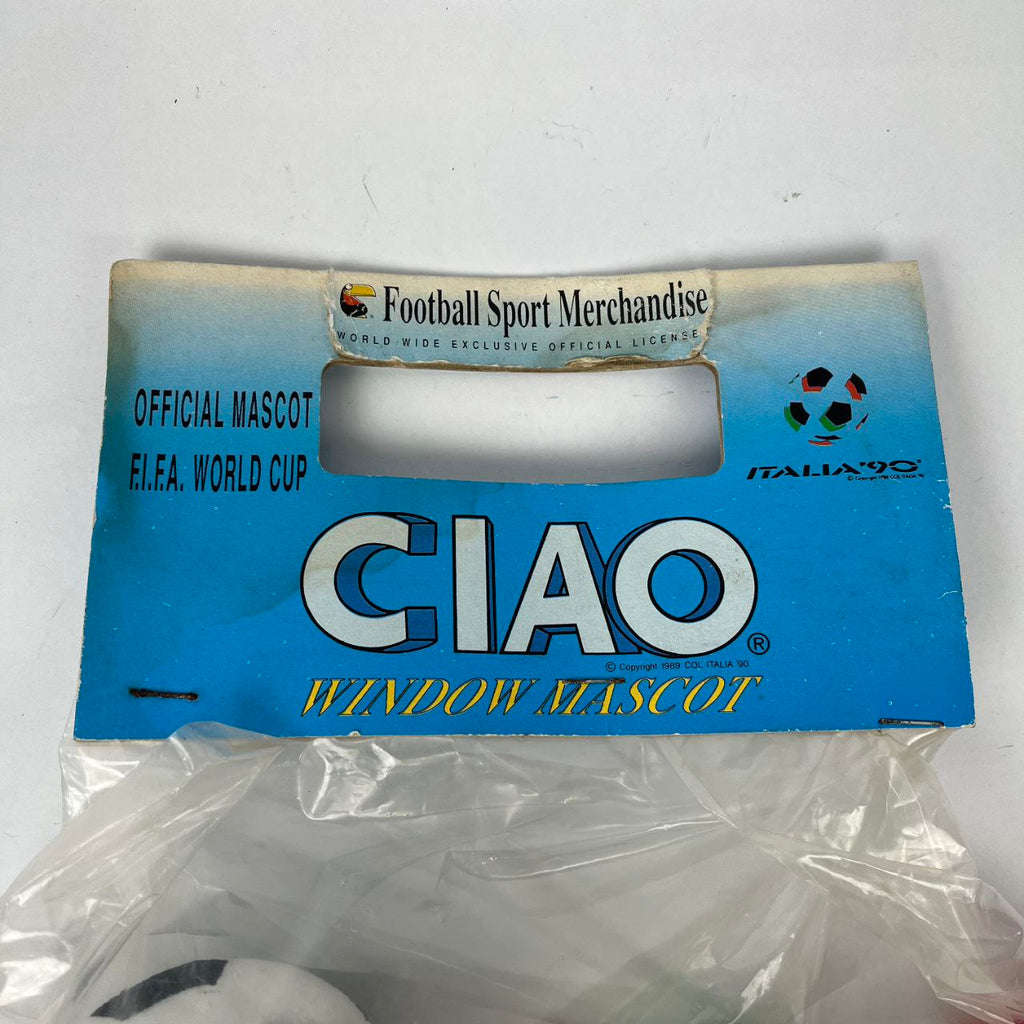 Football Sport Merchandise
WORLD WIDE EXCLUSIVE OFFICIAL LICENSE
OFFICIAL MASCOT
F.I.F.A. WORLD CUP
ITALIA'90
CIAO®
© Copyright 1989 COL ITALIA '90
WINDOW MASCOT